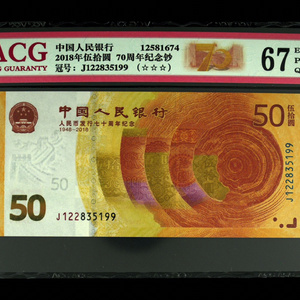 ACG
GUARANTY
中国人民银行 12581674
2018年伍拾圆 70周年纪念钞
冠号：J122835199 (☆☆☆)
67 E
P
Q
中国人民银行
人民币发行七十周年纪念
1948-2018
50
伍拾圆
50
50
J122835199